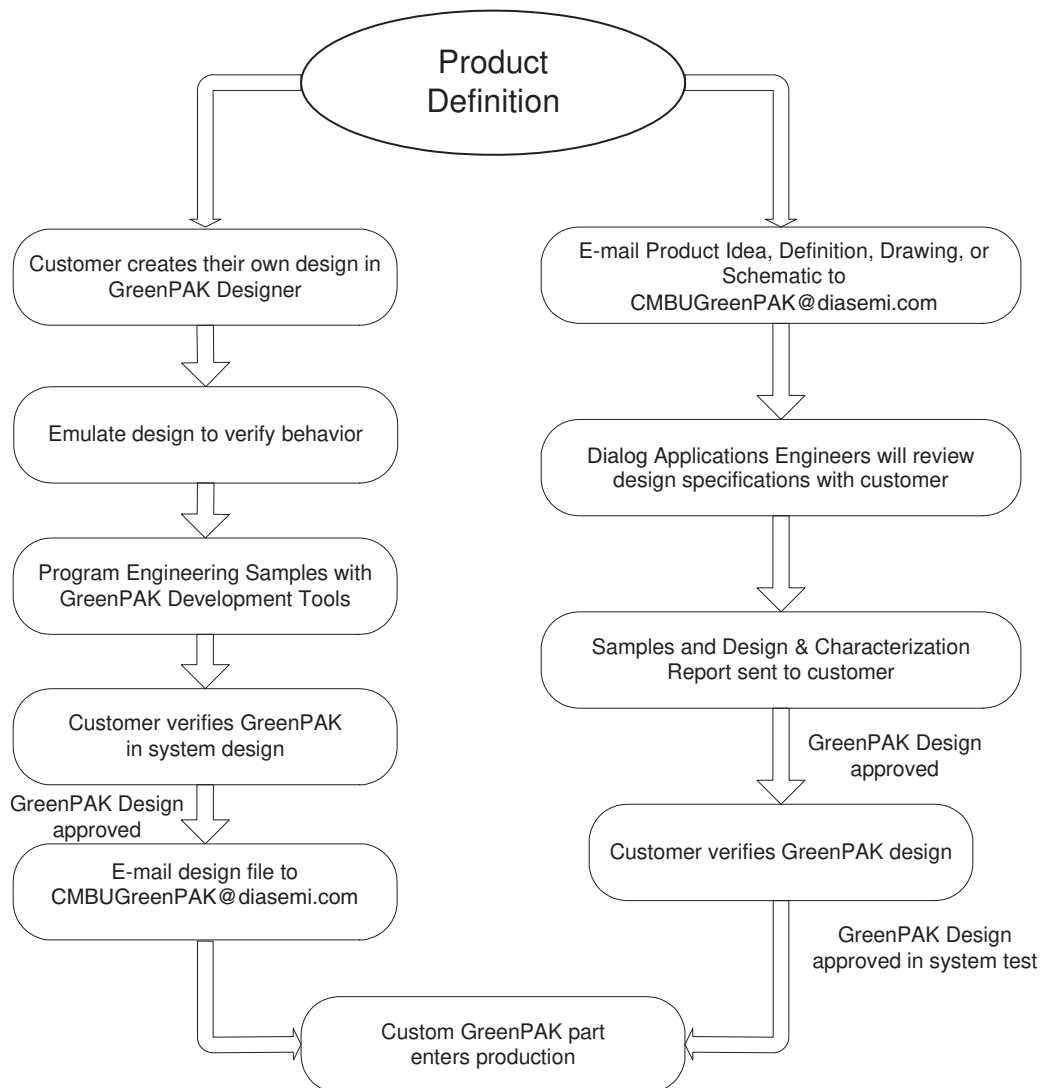 Product
Definition
Customer creates their own design in
GreenPAK Designer
Emulate design to verify behavior
Program Engineering Samples with
GreenPAK Development Tools
Customer verifies GreenPAK
in system design
GreenPAK Design
approved
E-mail design file to
CMBUGreenPAK@diasemi.com
E-mail Product Idea, Definition, Drawing, or
Schematic to
CMBUGreenPAK@diasemi.com
Dialog Applications Engineers will review
design specifications with customer
Samples and Design & Characterization
Report sent to customer
GreenPAK Design
approved
Customer verifies GreenPAK design
GreenPAK Design
approved in system test
Custom GreenPAK part
enters production